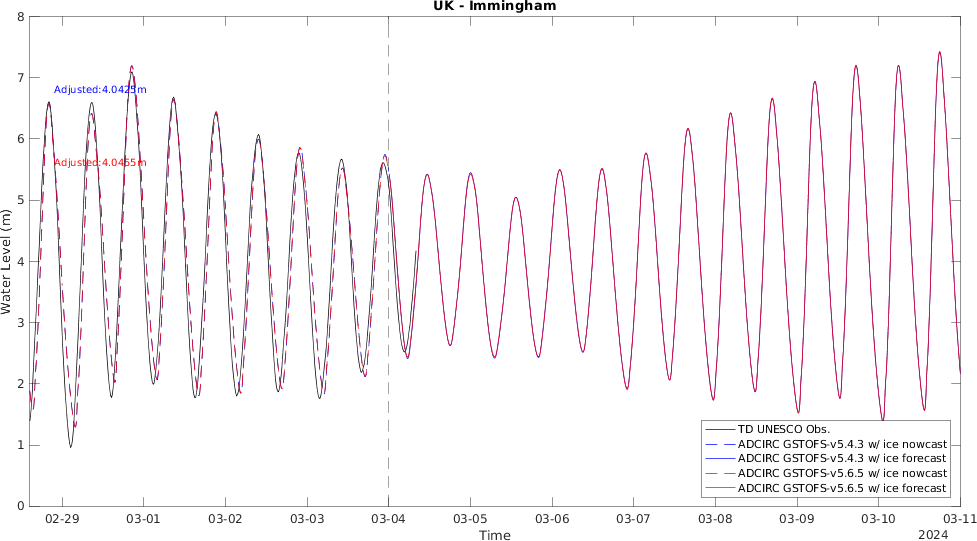 UK - Immingham
8
7
6
5
4
3
2
1
0
Water Level (m)
Adjusted:4.0425m
Adjusted:4.0455m
TD UNESCO Obs.
ADCIRC GSTOFS-v5.4.3 w/ ice nowcast
ADCIRC GSTOFS-v5.4.3 w/ ice forecast
ADCIRC GSTOFS-v5.6.5 w/ ice nowcast
ADCIRC GSTOFS-v5.6.5 w/ ice forecast
02-29 03-01 03-02 03-03 03-04 03-05 03-06 03-07 03-08 03-09 03-10 03-11
Time
2024